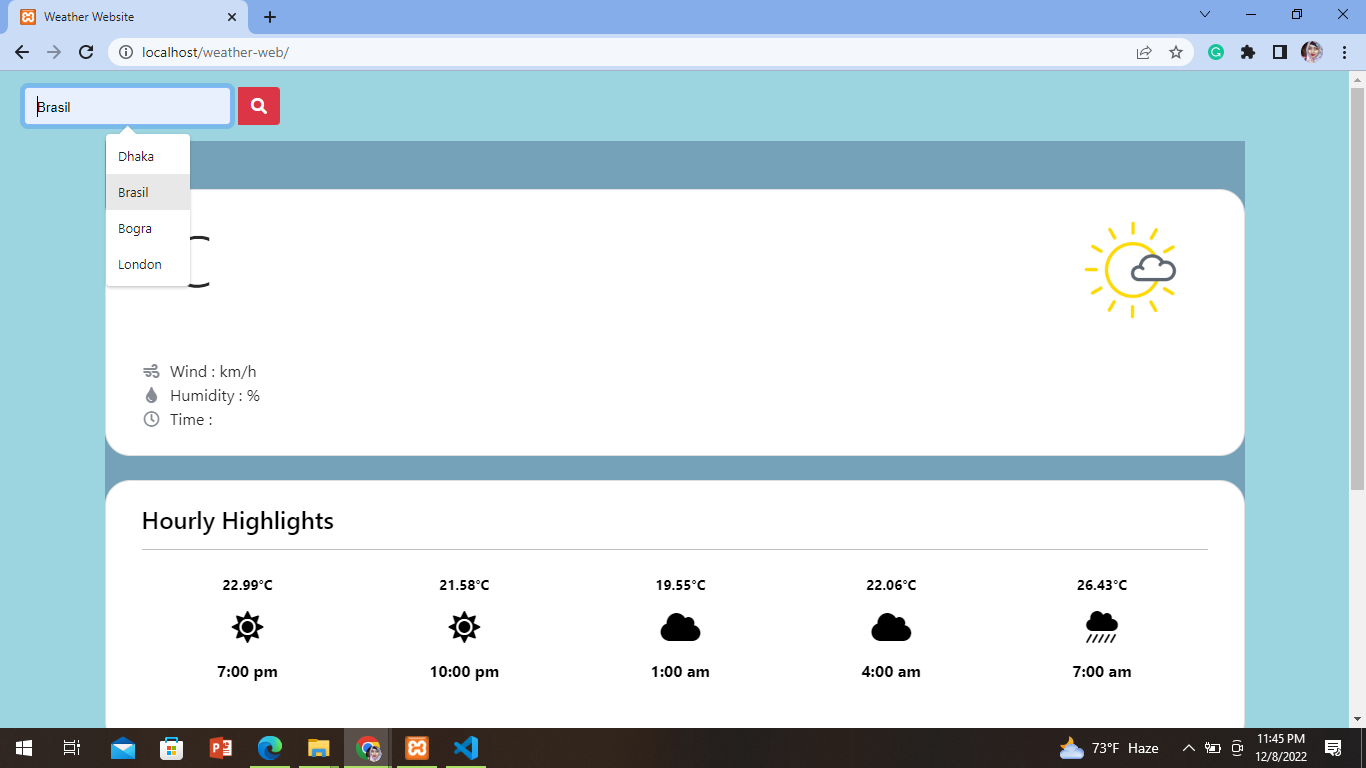 Weather Website
localhost/weather-web/
Brasil
Dhaka
Brasil
Bogra
London
C
Wind : km/h
Humidity : %
Time :
Hourly Highlights
22.99°C 21.58°C 19.55°C 22.06°C 26.43°C
7:00 pm 10:00 pm 1:00 am 4:00 am 7:00 am
73°F Haze
11:45 PM
12/8/2022